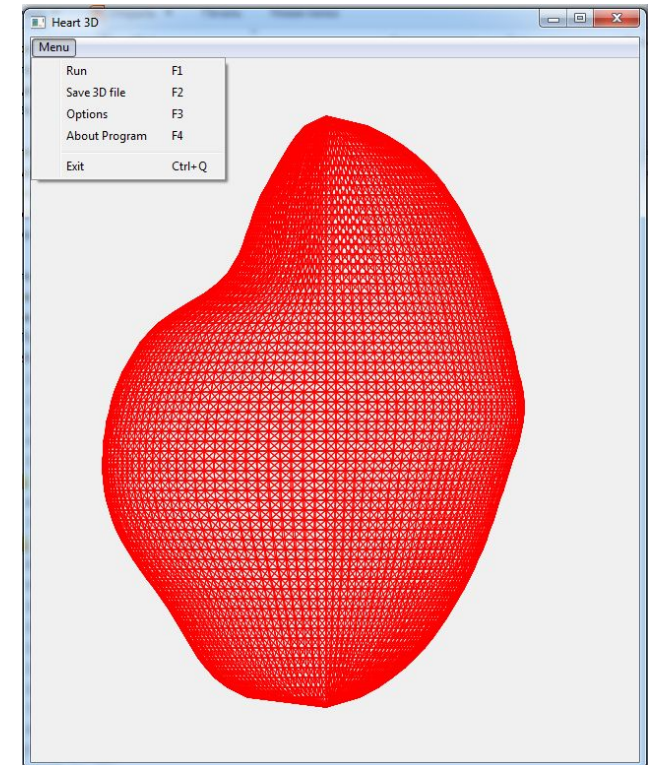 Heart 3D
Menu
Run F1
Save 3D file F2
Options F3
About Program F4
Exit Ctrl+Q